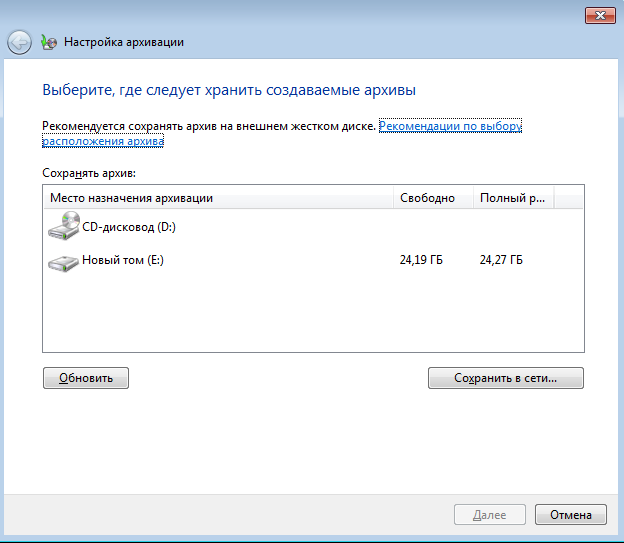 Настройка архивации
Выберите, где следует хранить создаваемые архивы
Рекомендуется сохранять архив на внешнем жестком диске. Рекомендации по выбору
расположения архива
Сохранять архив:
Место назначения архивации Свободно Полный р...
CD-дисковод (D:)
Новый том (E:) 24,19 ГБ 24,27 ГБ
Обновить Сохранить в сети...
Далее Отмена